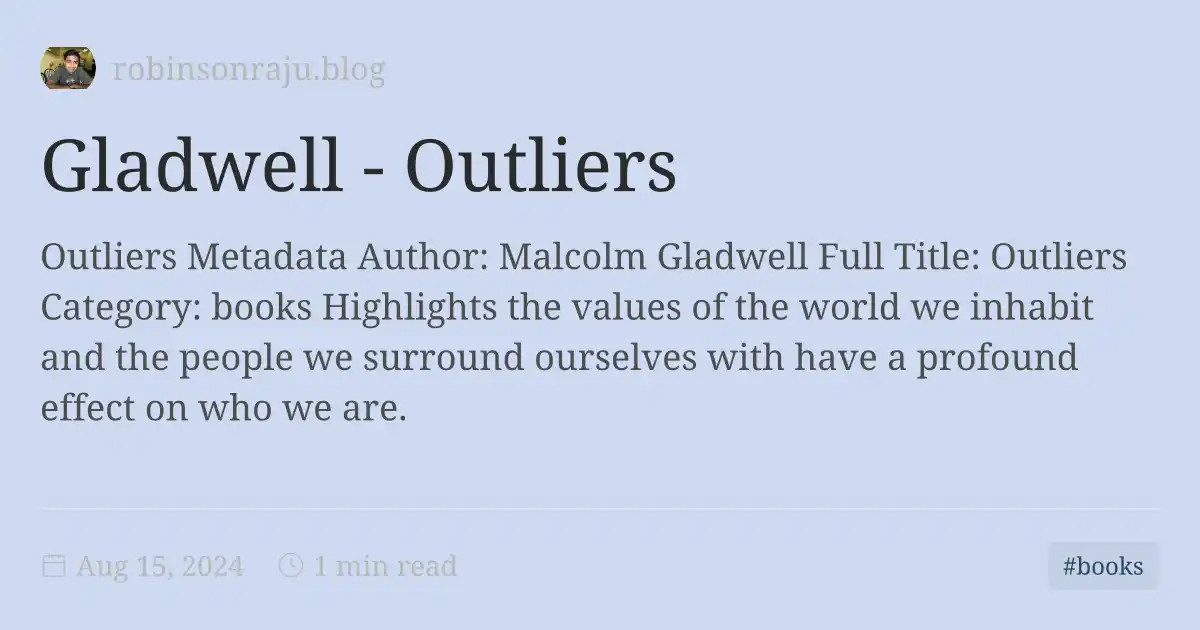 robinsonraju.blog
Gladwell - Outliers
Outliers Metadata Author: Malcolm Gladwell Full Title: Outliers
Category: books Highlights the values of the world we inhabit
and the people we surround ourselves with have a profound
effect on who we are.
Aug 15, 2024 1 min read
#books